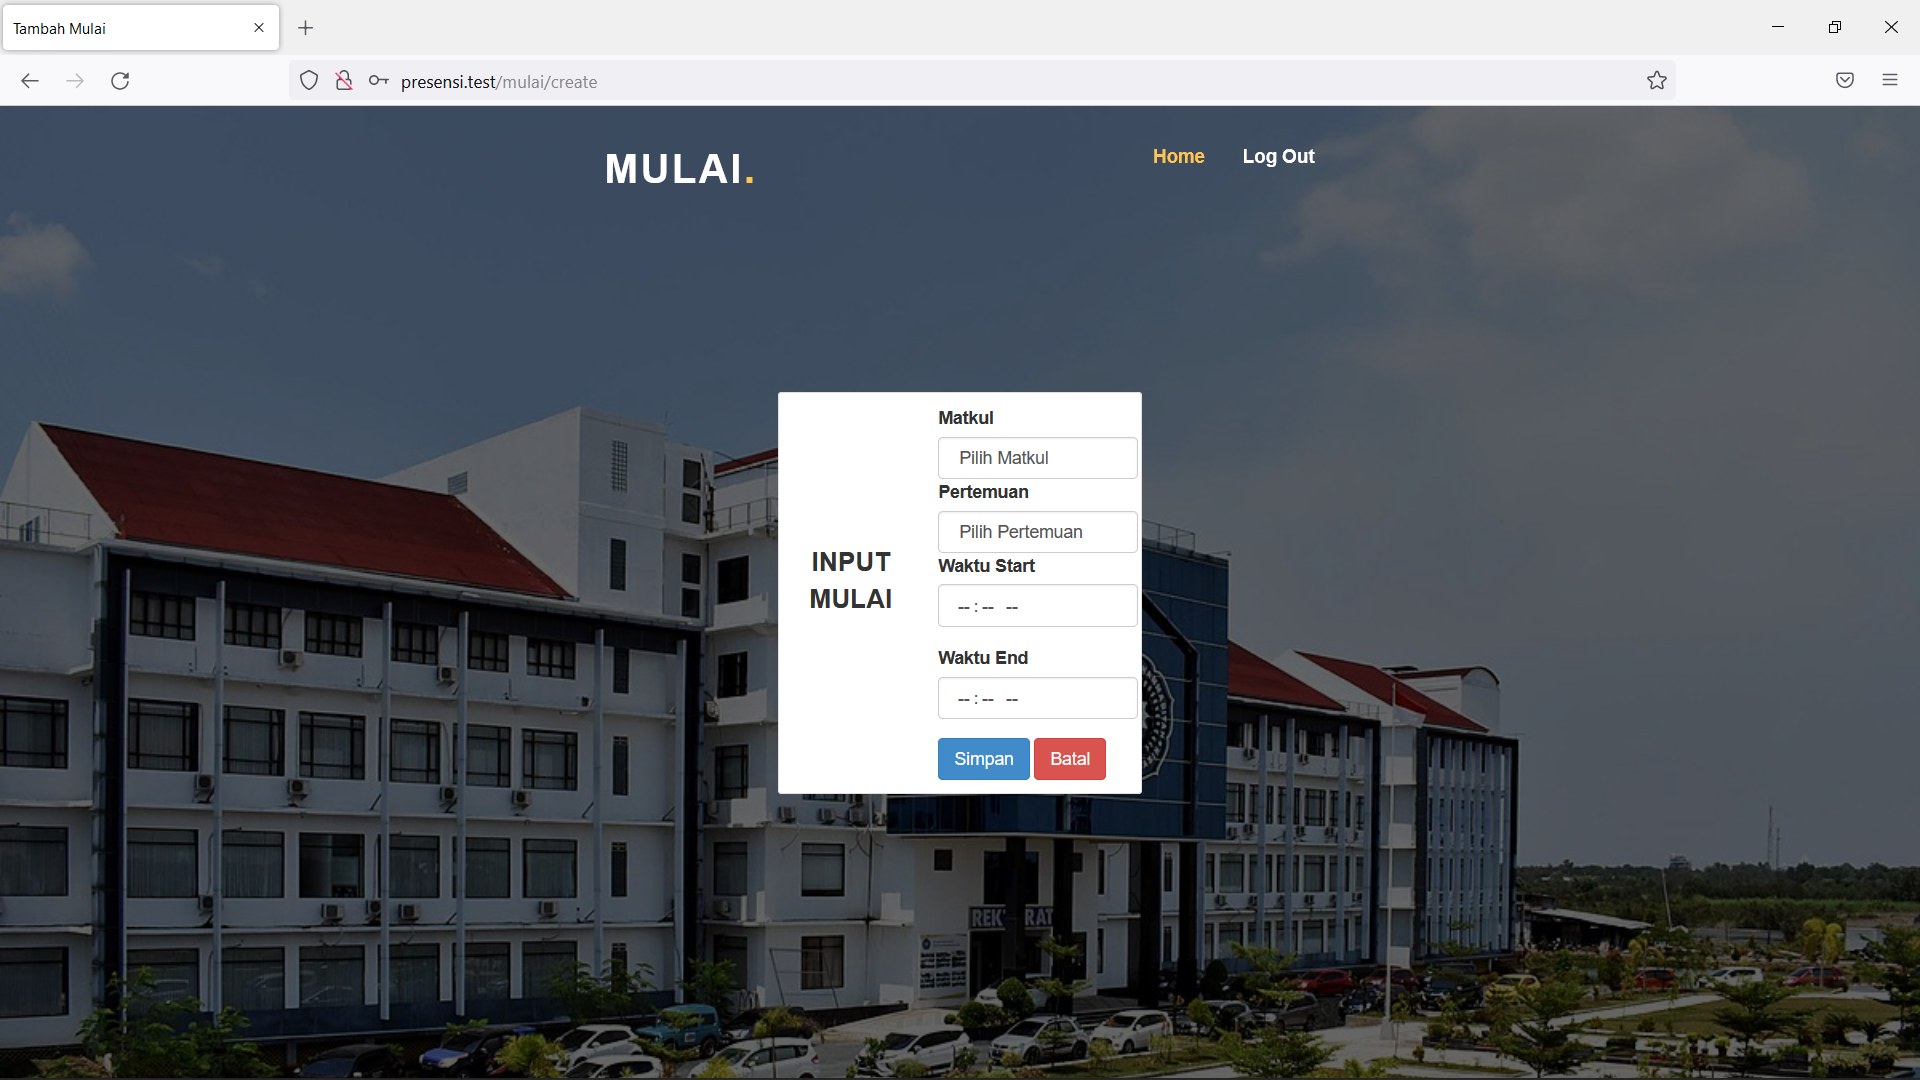 Tambah Mulai
presensi.test/mulai/create
MULAI.
Home
Log Out
INPUT
MULAI
Matkul
Pilih Matkul
Pertemuan
Pilih Pertemuan
Waktu Start
-- : -- --
Waktu End
-- : -- --
Simpan
Batal